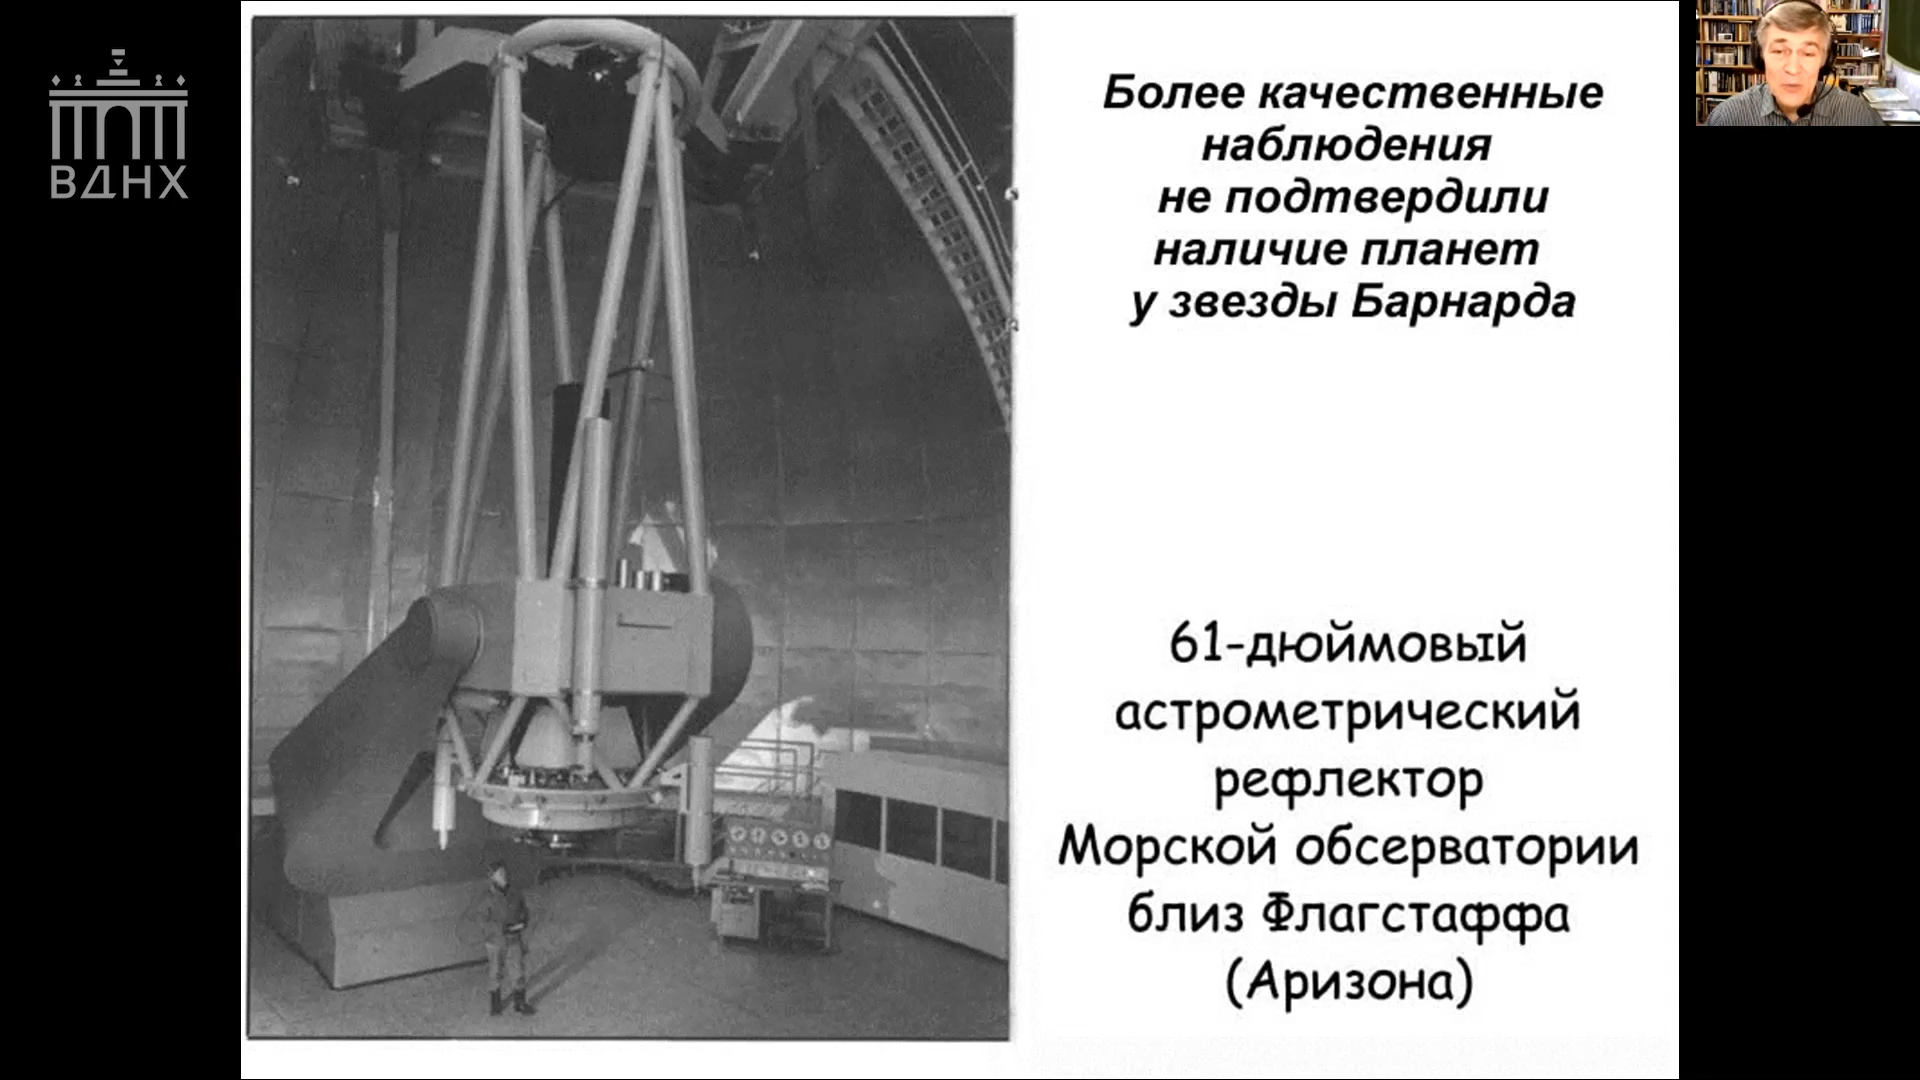 ВДНХ
Более качественные
наблюдения
не подтвердили
наличие планет
у звезды Барнарда
61-дюймовый
астрометрический
рефлектор
Морской обсерватории
близ Флагстаффа
(Аризона)